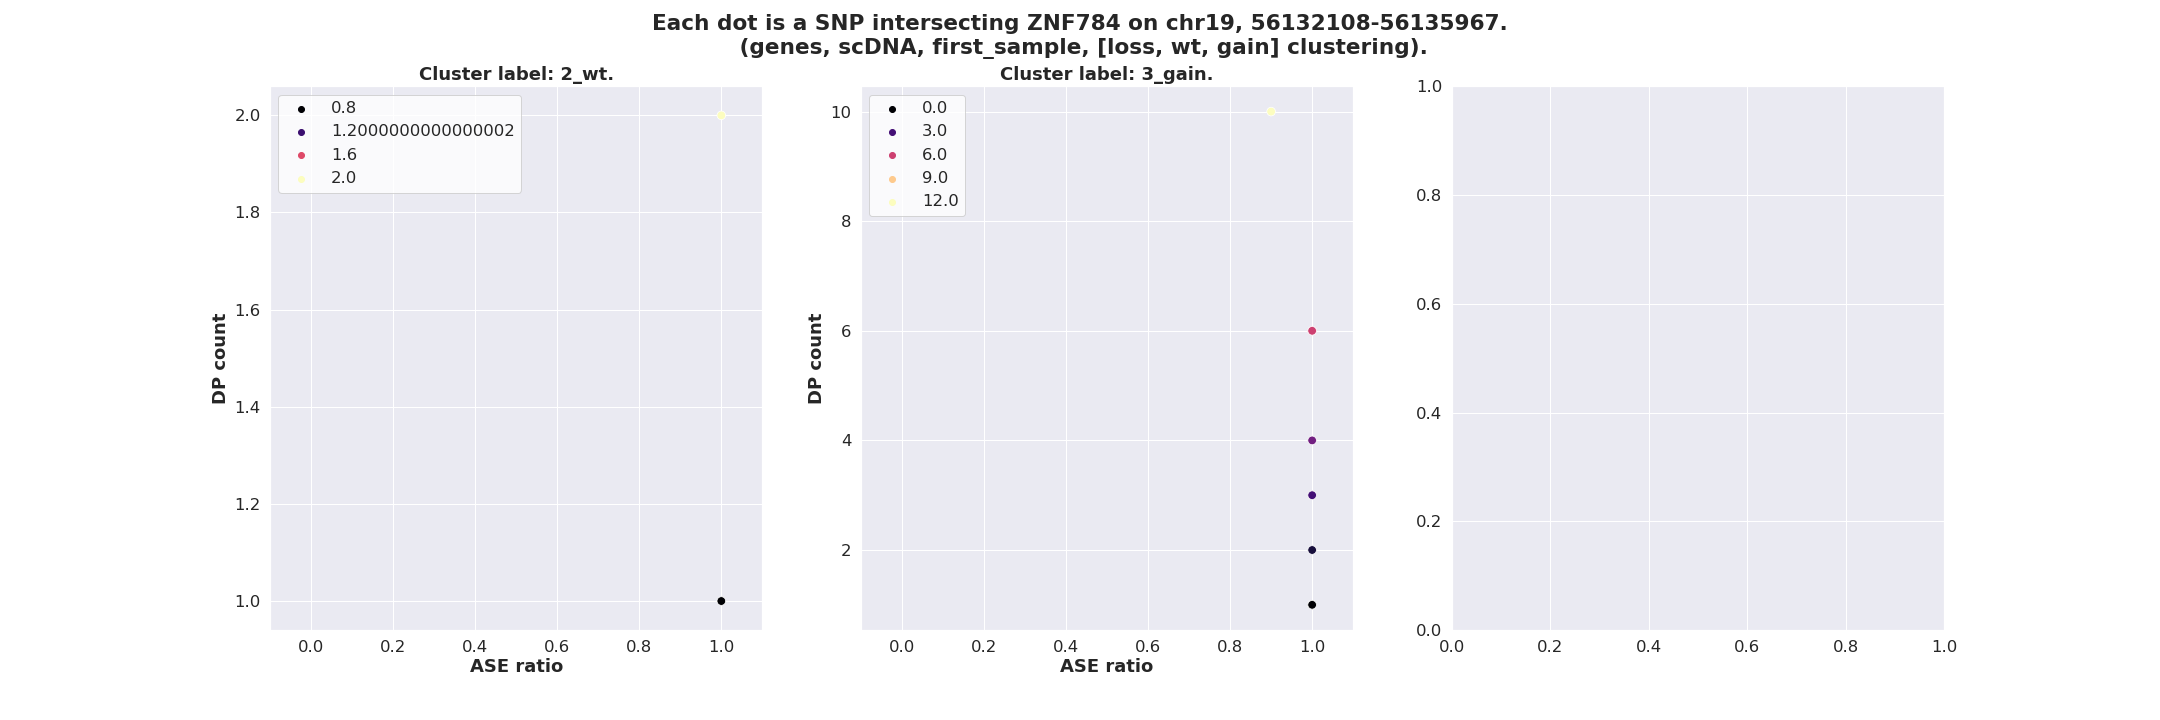 Each dot is a SNP intersecting ZNF784 on chr19, 56132108-56135967.
(genes, scDNA, first_sample, [loss, wt, gain] clustering).
Cluster label: 2_wt.
0.8
1.2000000000000002
1.6
2.0
2.0
1.8
1.6
1.4
1.2
1.0
DP count
0.0 0.2 0.4 0.6 0.8 1.0
ASE ratio
Cluster label: 3_gain.
0.0
3.0
6.0
9.0
12.0
10
8
6
4
2
DP count
0.0 0.2 0.4 0.6 0.8 1.0
ASE ratio
1.0
0.8
0.6
0.4
0.2
0.0
0.0 0.2 0.4 0.6 0.8 1.0